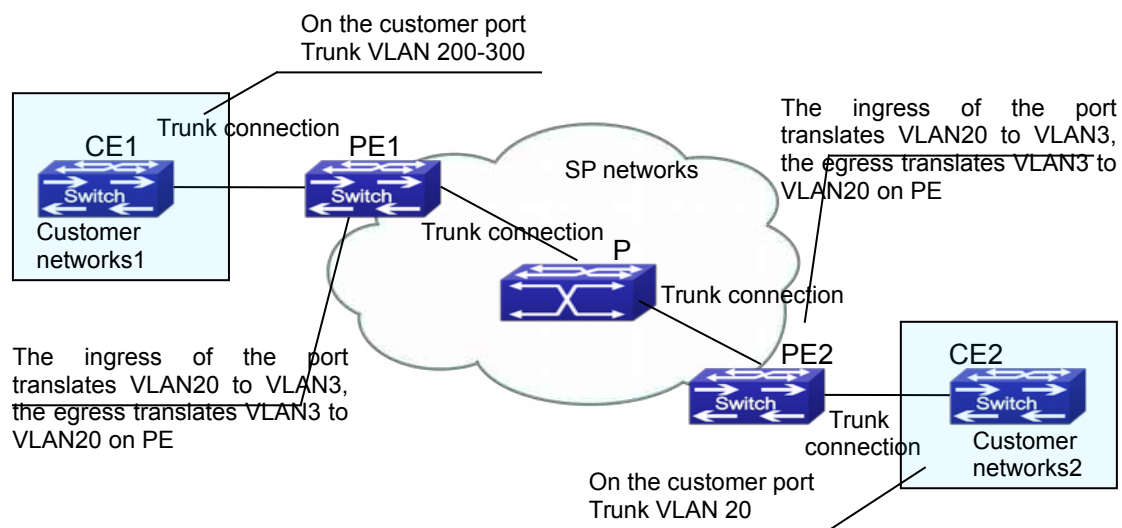 On the customer port
Trunk VLAN 200-300
Trunk connection
CE1
Switch
Customer
networks1
PE1
Switch
SP networks
The ingress of the port
translates VLAN20 to VLAN3,
the egress translates VLAN3 to
VLAN20 on PE
Trunk connection
P
Trunk connection
The ingress of the port
translates VLAN20 to VLAN3,
the egress translates VLAN3 to
VLAN20 on PE
PE2
Switch
CE2
Switch
Trunk
connection
Customer
networks2
On the customer port
Trunk VLAN 20